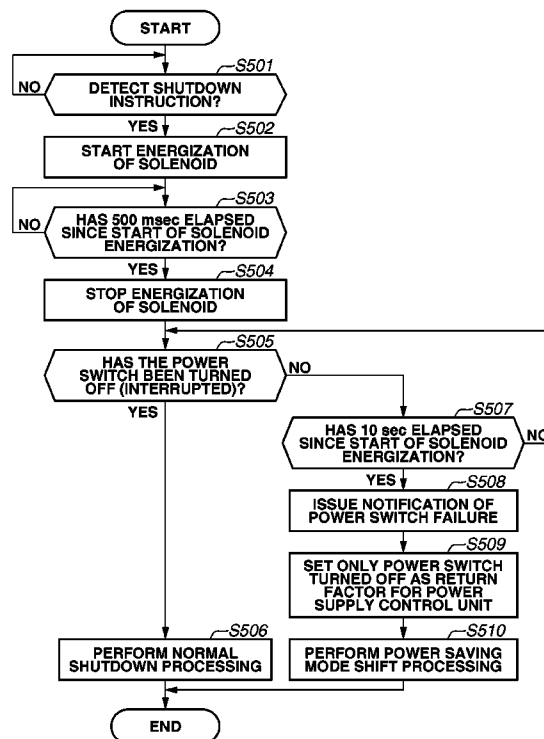 START
S501
NO
DETECT SHUTDOWN
INSTRUCTION?
YES
S502
START ENERGIZATION
OF SOLENOID
S503
NO
HAS 500 msec ELAPSED
SINCE START OF SOLENOID
ENERGIZATION?
YES
S504
STOP ENERGIZATION
OF SOLENOID
S505
HAS THE POWER
SWITCH BEEN TURNED
OFF (INTERRUPTED)?
NO
YES
S507
HAS 10 sec ELAPSED
SINCE START OF SOLENOID
ENERGIZATION?
NO
YES
S508
ISSUE NOTIFICATION OF
POWER SWITCH FAILURE
S509
SET ONLY POWER SWITCH
TURNED OFF AS RETURN
FACTOR FOR POWER
SUPPLY CONTROL UNIT
S506
PERFORM NORMAL
SHUTDOWN PROCESSING
S510
PERFORM POWER SAVING
MODE SHIFT PROCESSING
END